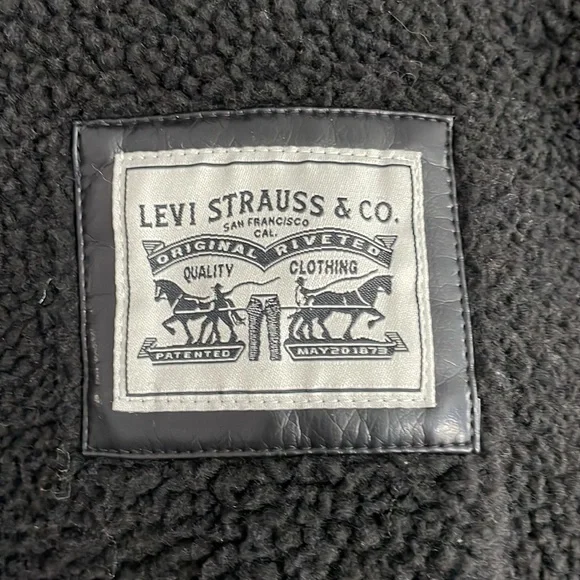 LEVI STRAUSS & CO.
SAN FRANCISCO
CAL.
ORIGINAL RIVETED
QUALITY CLOTHING
PATENTED MAY 20 1873